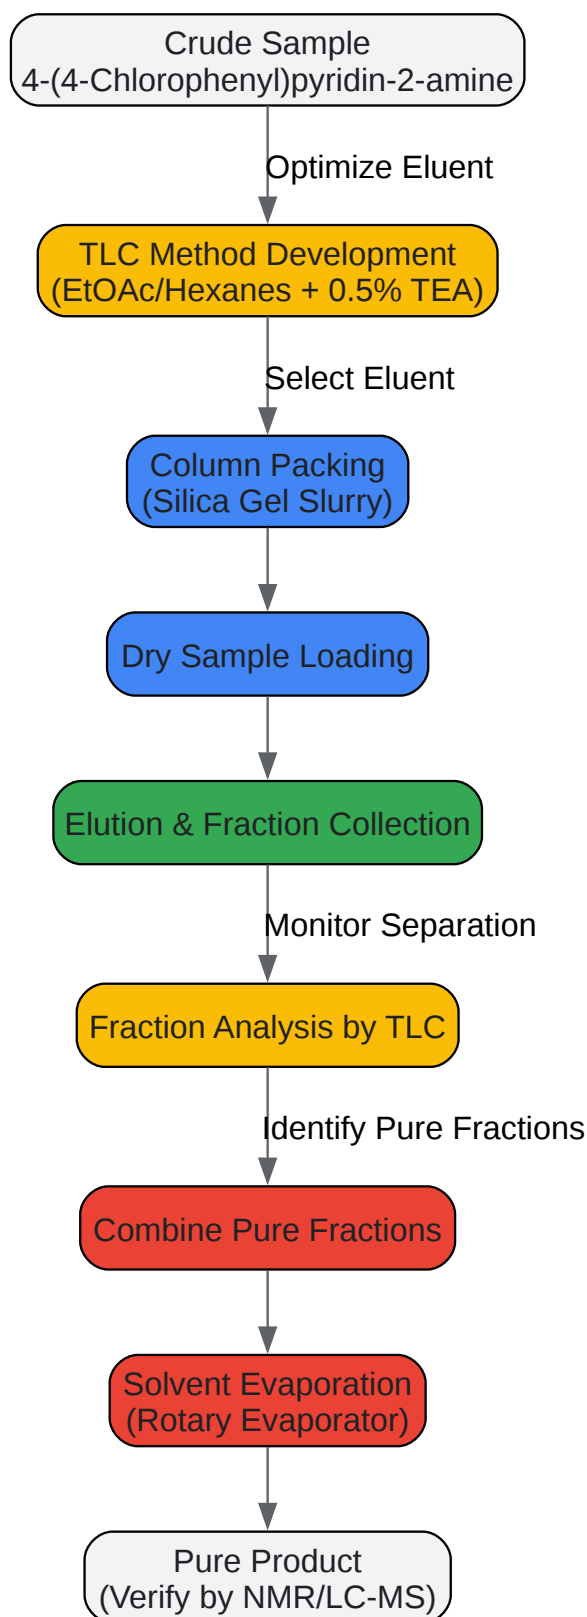 Crude Sample
4-(4-Chlorophenyl)pyridin-2-amine
Optimize Eluent
TLC Method Development
(EtOAc/Hexanes + 0.5% TEA)
Select Eluent
Column Packing
(Silica Gel Slurry)
Dry Sample Loading
Elution & Fraction Collection
Monitor Separation
Fraction Analysis by TLC
Identify Pure Fractions
Combine Pure Fractions
Solvent Evaporation
(Rotary Evaporator)
Pure Product
(Verify by NMR/LC-MS)